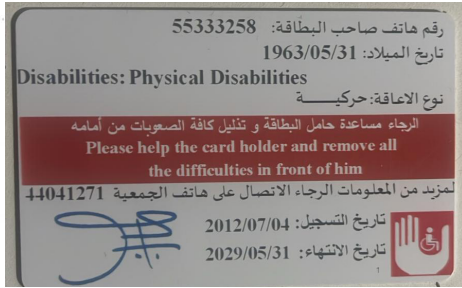 رقم هاتف صاحب البطاقة: 55333258
تاريخ الميلاد: 1963/05/31
Disabilities: Physical Disabilities
نوع الاعاقة: حركيـــــة
الرجاء مساعدة حامل البطاقة و تذليل كافة الصعوبات من أمامه
Please help the card holder and remove all
the difficulties in front of him
لمزيد من المعلومات الرجاء الاتصال على هاتف الجمعية 44041271
تاريخ التسجيل: 2012/07/04
تاريخ الانتهاء: 2029/05/31
1